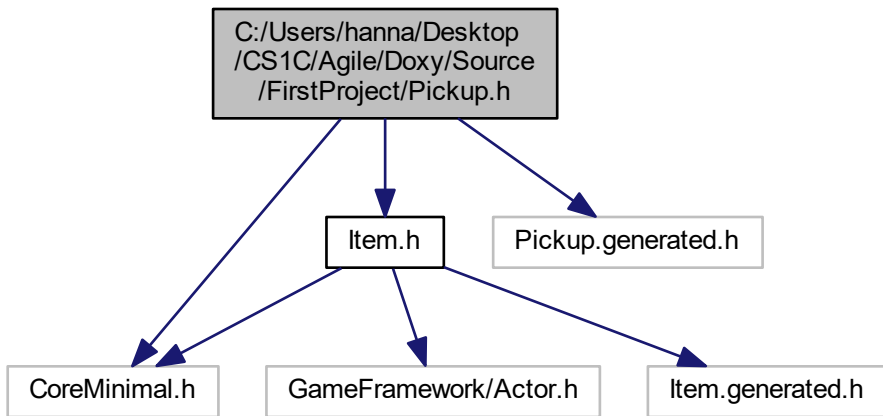 C:/Users/hanna/Desktop
/CS1C/Agile/Doxy/Source
/FirstProject/Pickup.h
Item.h
Pickup.generated.h
CoreMinimal.h
GameFramework/Actor.h
Item.generated.h